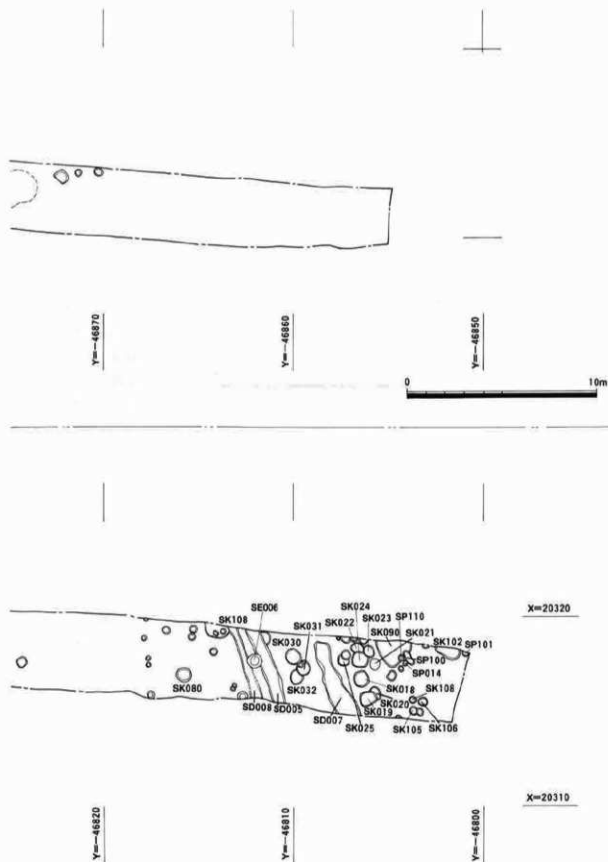 Y=-46870
Y=-46860
Y=-46850
0 10m
X=20320
SE006
SK108
SK030
SK031
SK032
SK080
SD008
SD005
SD007
SK025
SK024
SK022
SK023
SP110
SK090
SK021
SK102
SP101
SP100
SP014
SK018
SK108
SK020
SK019
SK105
SK106
X=20310
Y=-46820
Y=-46810
Y=-46800